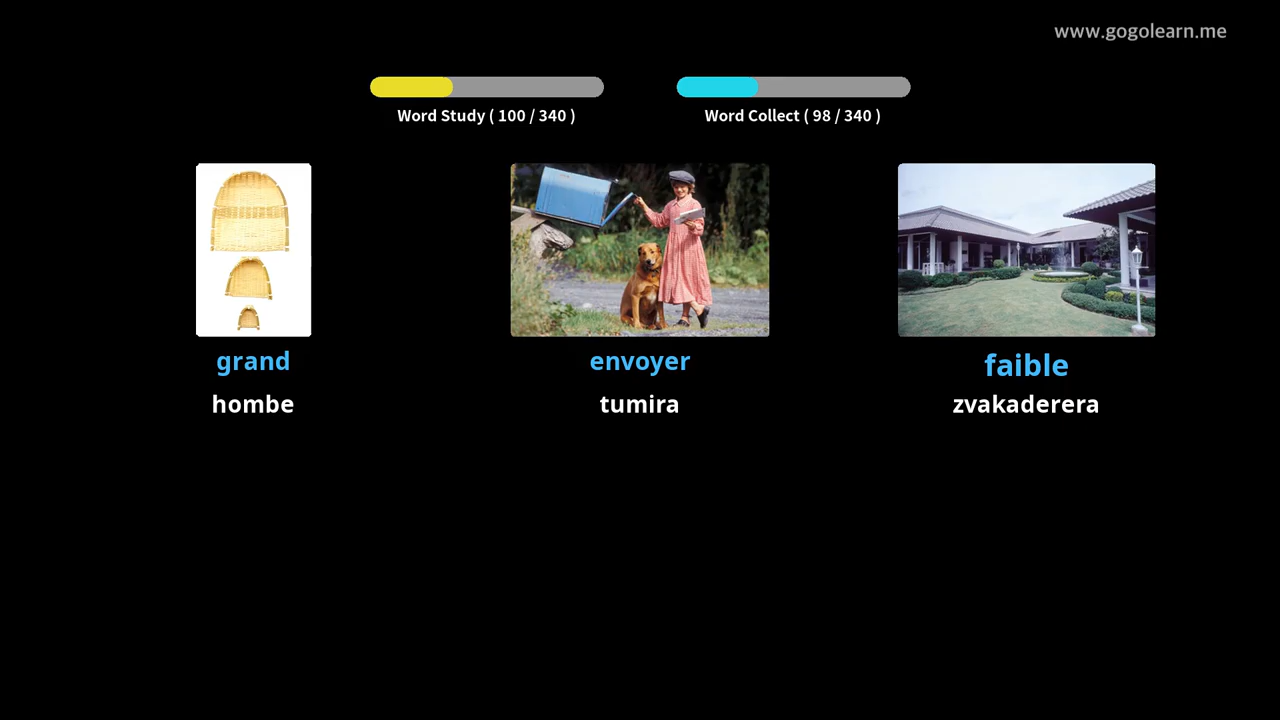 www.gogolearn.me
Word Study ( 100 / 340 )
Word Collect ( 98 / 340 )
grand
hombe
envoyer
tumira
faible
zvakaderera